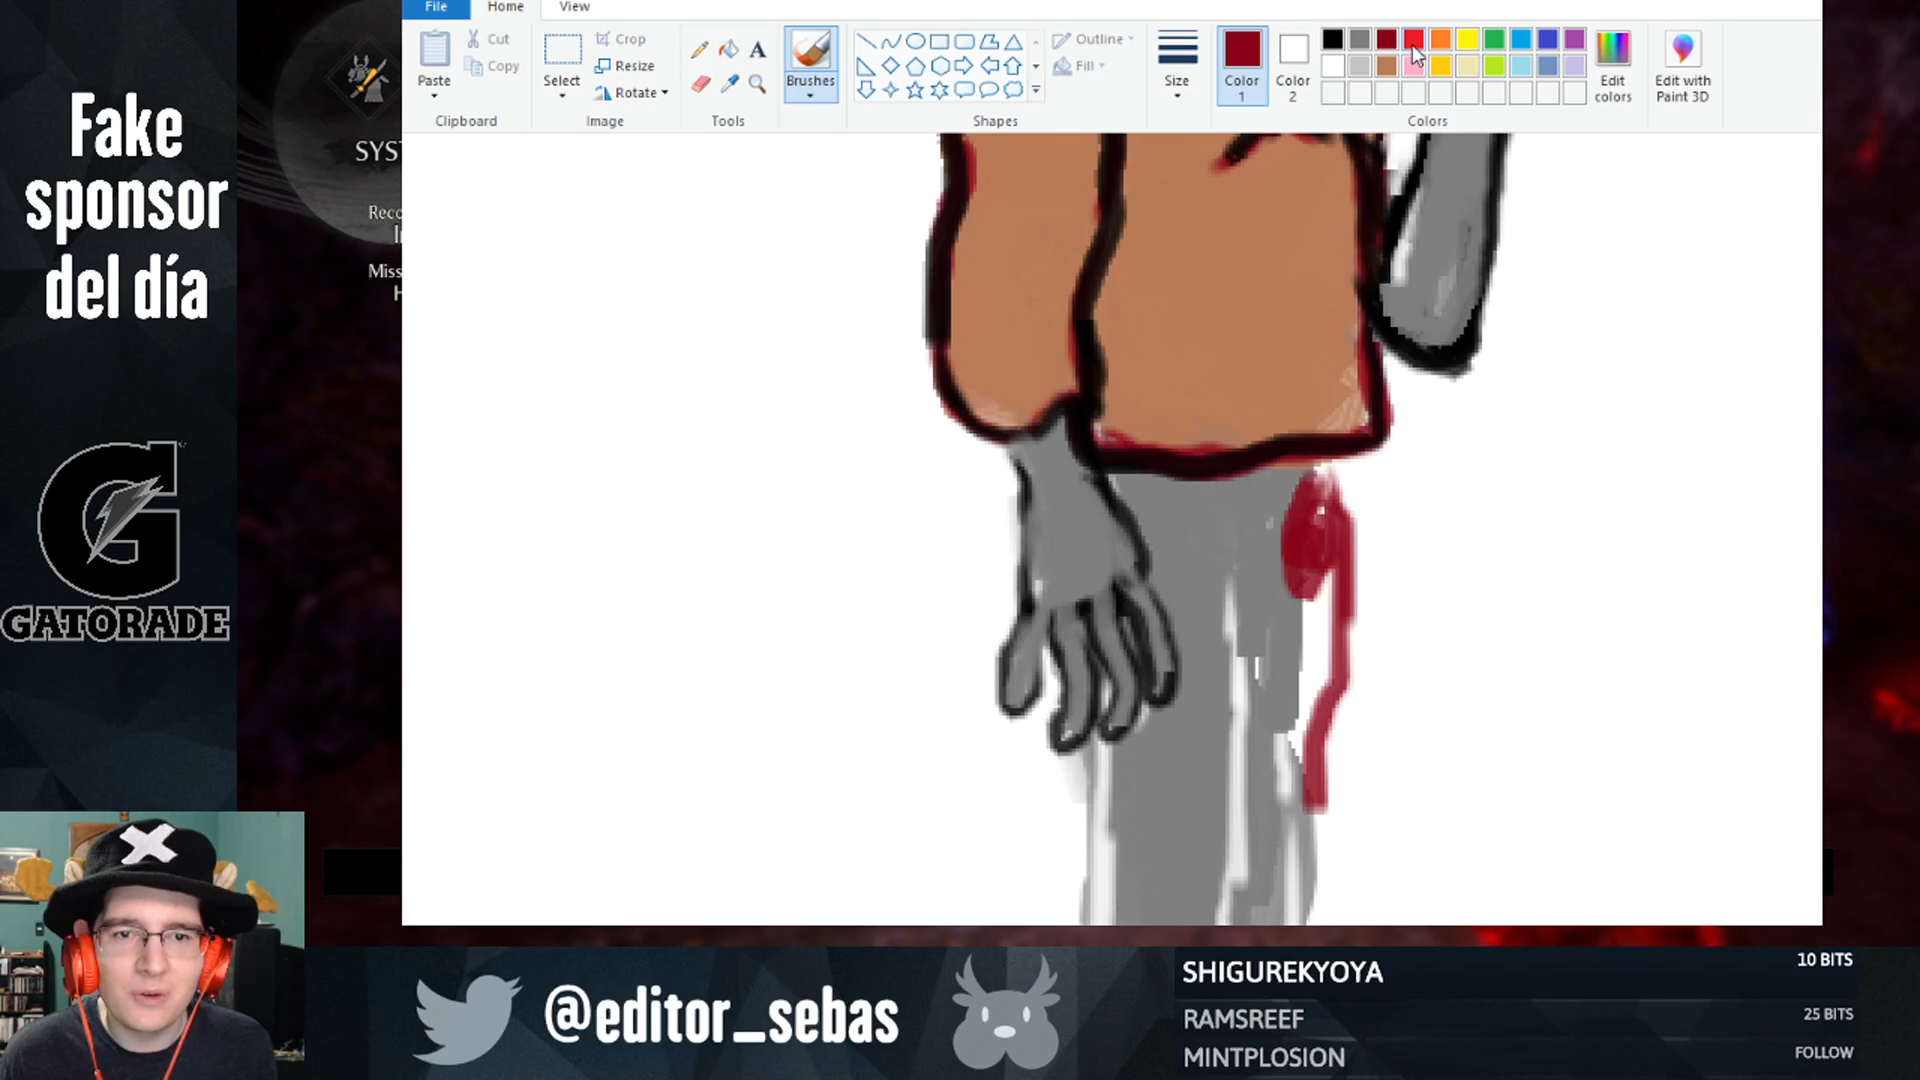 File
Home
View
Paste
Cut
Copy
Clipboard
Select
Crop
Resize
Rotate
Image
A
Tools
Brushes
Shapes
Outline
Fill
Size
Color
1
Color
2
Edit
colors
Colors
Edit with
Paint 3D
Fake
sponsor
del día
G
GATORADE
SYS
Reco
Miss
@editor_sebas
SHIGUREKYOYA
10 BITS
RAMSREEF
25 BITS
MINTPLOSION
FOLLOW